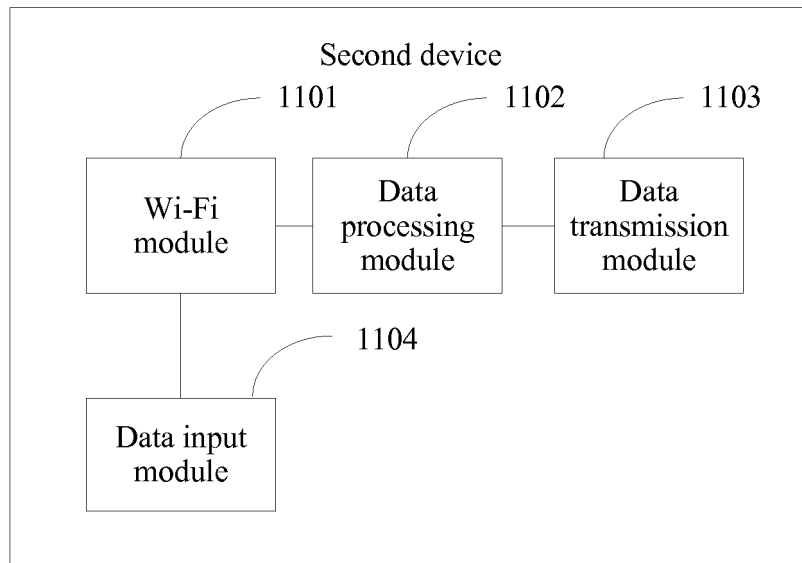 Second device
1101
1102
1103
Wi-Fi
module
Data
processing
module
Data
transmission
module
1104
Data input
module